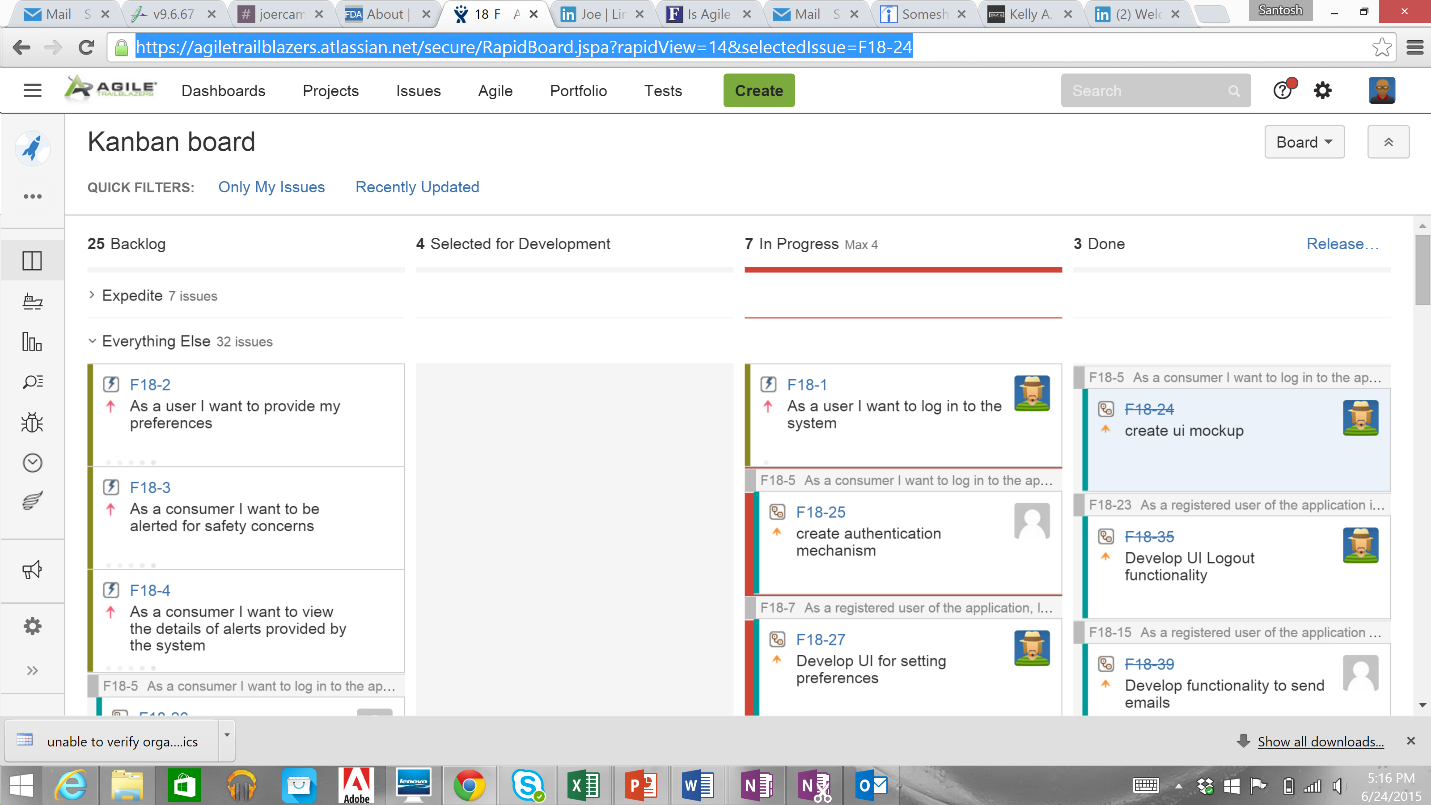 Mail S
v9.6.67
joercam
FDA About |
18 F A
Joe | Lir
Is Agile
Mail S
Somesh
Kelly A.
(2) Welc
Santosh
https://agiletrailblazers.atlassian.net/secure/RapidBoard.jspa?rapidView=14&selectedIssue=F18-24
AGILE TRAILBLAZERS
Dashboards Projects Issues Agile Portfolio Tests Create
Search
Kanban board
Board
QUICK FILTERS: Only My Issues Recently Updated
25 Backlog
4 Selected for Development
7 In Progress Max 4
3 Done
Release…
Expedite 7 issues
Everything Else 32 issues
F18-2
As a user I want to provide my
preferences
F18-3
As a consumer I want to be
alerted for safety concerns
F18-4
As a consumer I want to view
the details of alerts provided by
the system
F18-5 As a consumer I want to log in to the ap...
F18-1
As a user I want to log in to the
system
F18-5 As a consumer I want to log in to the ap...
F18-25
create authentication
mechanism
F18-7 As a registered user of the application, I...
F18-27
Develop UI for setting
preferences
F18-5 As a consumer I want to log in to the ap...
F18-24
create ui mockup
F18-23 As a registered user of the application i...
F18-35
Develop UI Logout
functionality
F18-15 As a registered user of the application ...
F18-39
Develop functionality to send
emails
unable to verify orga....ics
Show all downloads...
Adobe
lenovo
5:16 PM
6/24/2015